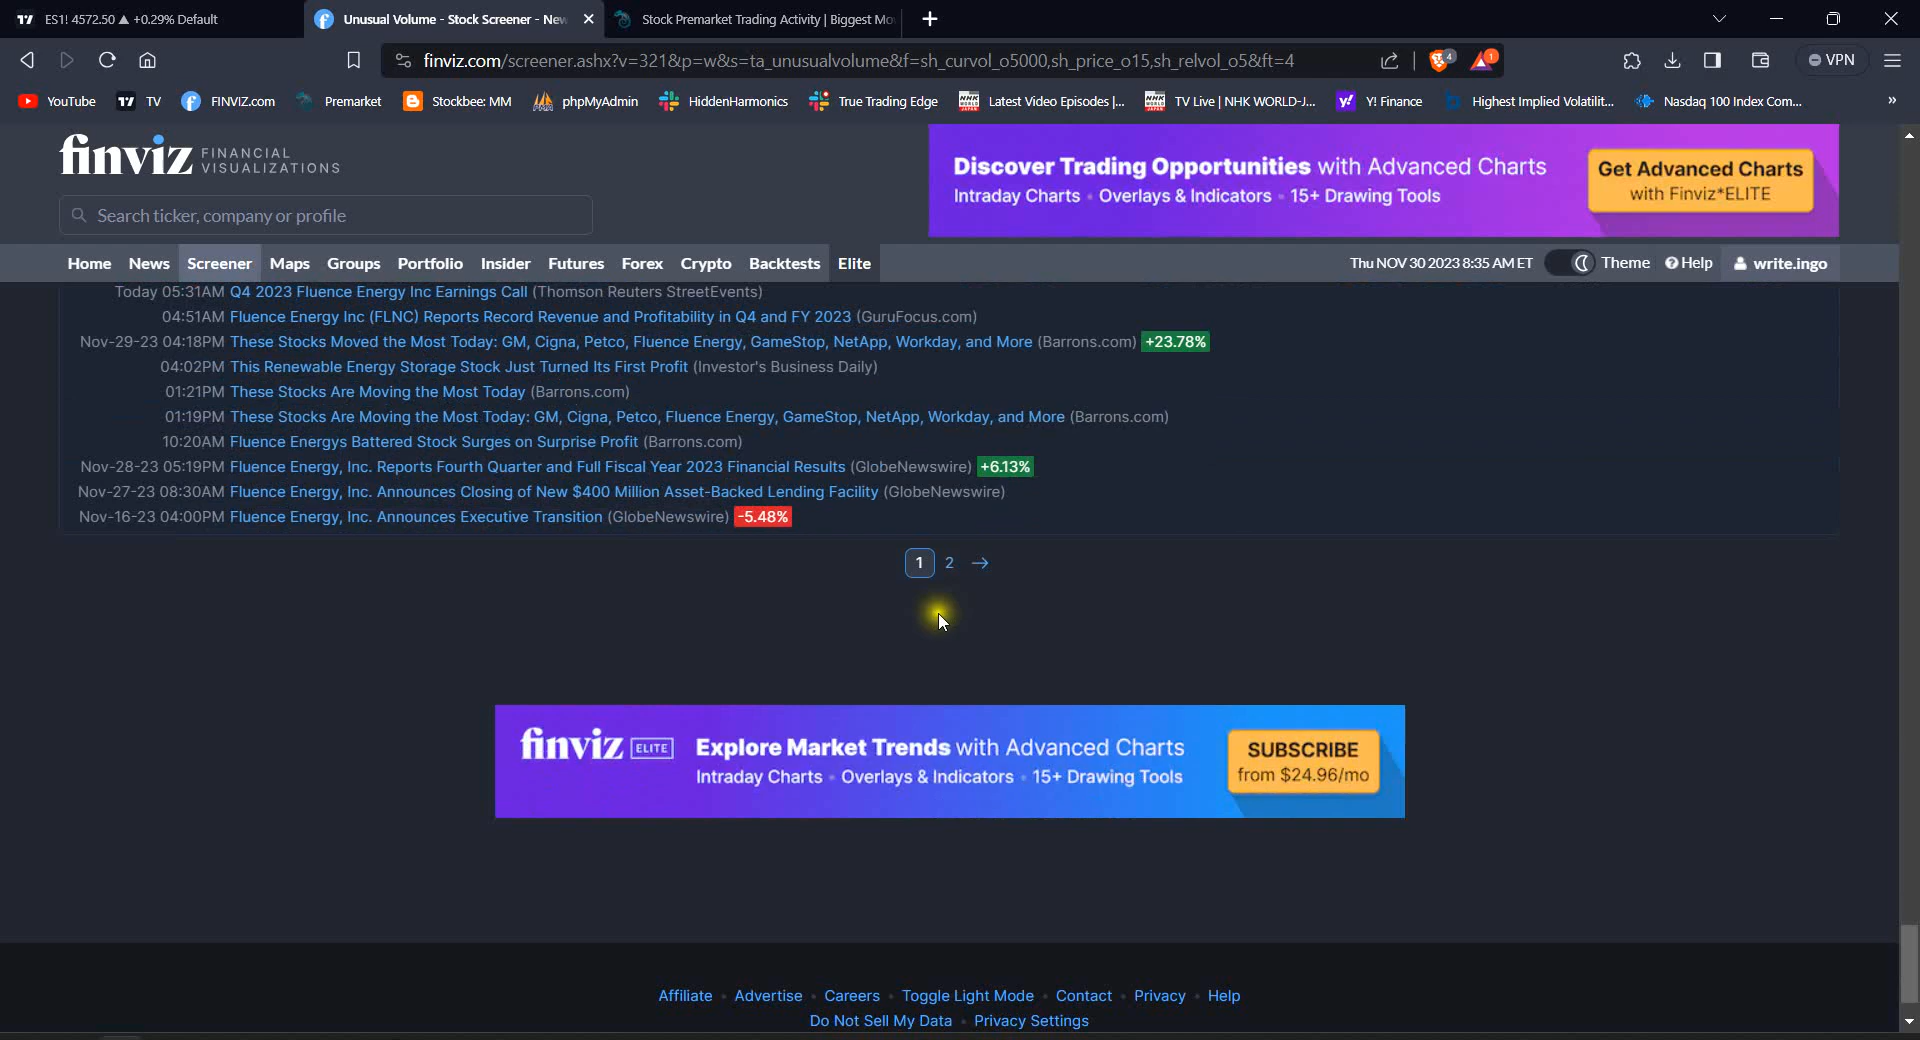 ES1! 4572.50 ▲ +0.29% Default
Unusual Volume - Stock Screener - New
Stock Premarket Trading Activity | Biggest Mo
finviz.com/screener.ashx?v=321&p=w&s=ta_unusualvolume&f=sh_curvol_o5000,sh_price_o15,sh_relvol_o5&ft=4
4
1
VPN
YouTube
TV
FINVIZ.com
Premarket
Stockbee: MM
phpMyAdmin
HiddenHarmonics
True Trading Edge
Latest Video Episodes |...
TV Live | NHK WORLD-J...
Y! Finance
Highest Implied Volatilit...
Nasdaq 100 Index Com...
»
finviz FINANCIAL VISUALIZATIONS
Discover Trading Opportunities with Advanced Charts
Intraday Charts • Overlays & Indicators • 15+ Drawing Tools
Get Advanced Charts
with Finviz*ELITE
Search ticker, company or profile
Home News Screener Maps Groups Portfolio Insider Futures Forex Crypto Backtests Elite
Thu NOV 30 2023 8:35 AM ET Theme Help write.ingo
Today 05:31AM Q4 2023 Fluence Energy Inc Earnings Call (Thomson Reuters StreetEvents)
04:51AM Fluence Energy Inc (FLNC) Reports Record Revenue and Profitability in Q4 and FY 2023 (GuruFocus.com)
Nov-29-23 04:18PM These Stocks Moved the Most Today: GM, Cigna, Petco, Fluence Energy, GameStop, NetApp, Workday, and More (Barrons.com) +23.78%
04:02PM This Renewable Energy Storage Stock Just Turned Its First Profit (Investor's Business Daily)
01:21PM These Stocks Are Moving the Most Today (Barrons.com)
01:19PM These Stocks Are Moving the Most Today: GM, Cigna, Petco, Fluence Energy, GameStop, NetApp, Workday, and More (Barrons.com)
10:20AM Fluence Energys Battered Stock Surges on Surprise Profit (Barrons.com)
Nov-28-23 05:19PM Fluence Energy, Inc. Reports Fourth Quarter and Full Fiscal Year 2023 Financial Results (GlobeNewswire) +6.13%
Nov-27-23 08:30AM Fluence Energy, Inc. Announces Closing of New $400 Million Asset-Backed Lending Facility (GlobeNewswire)
Nov-16-23 04:00PM Fluence Energy, Inc. Announces Executive Transition (GlobeNewswire) -5.48%
1 2 →
finviz ELITE
Explore Market Trends with Advanced Charts
Intraday Charts • Overlays & Indicators • 15+ Drawing Tools
SUBSCRIBE
from $24.96/mo
Affiliate • Advertise • Careers • Toggle Light Mode • Contact • Privacy • Help
Do Not Sell My Data • Privacy Settings